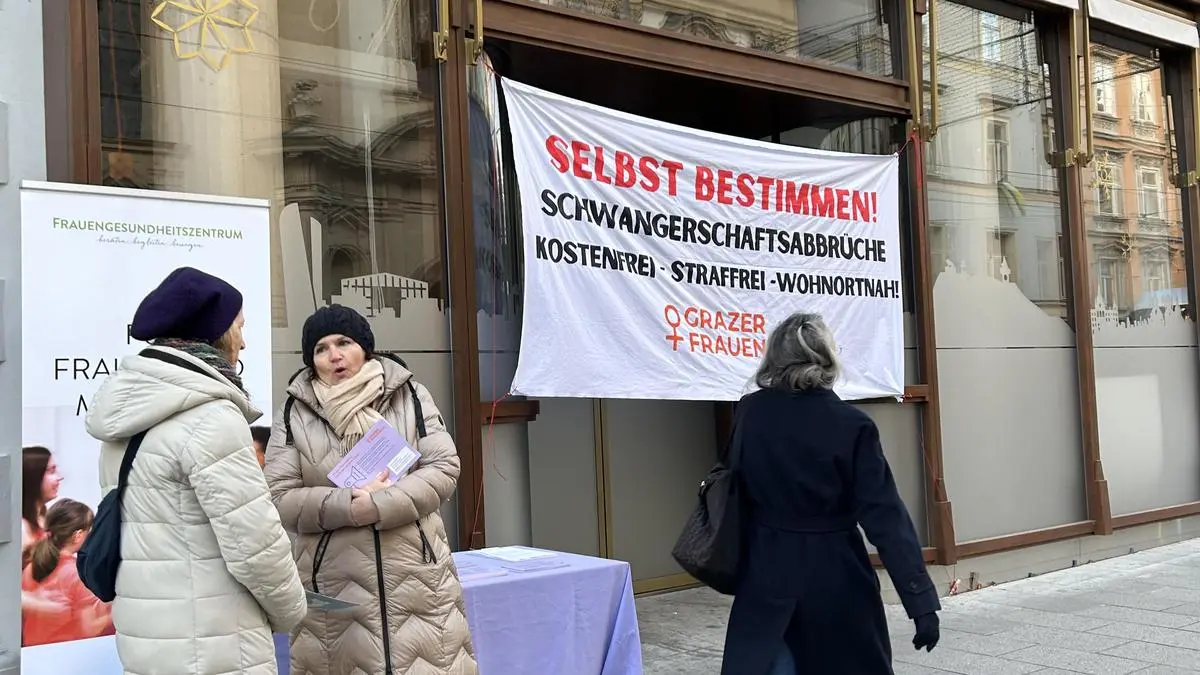 FRAUENGESUNDHEITSZENTRUM
beraten, begleiten, bewegen
SELBST BESTIMMEN!
SCHWANGERSCHAFTSABBRÜCHE
KOSTENFREI - STRAFFREI - WOHNORTNAH!
GRAZER
FRAUEN